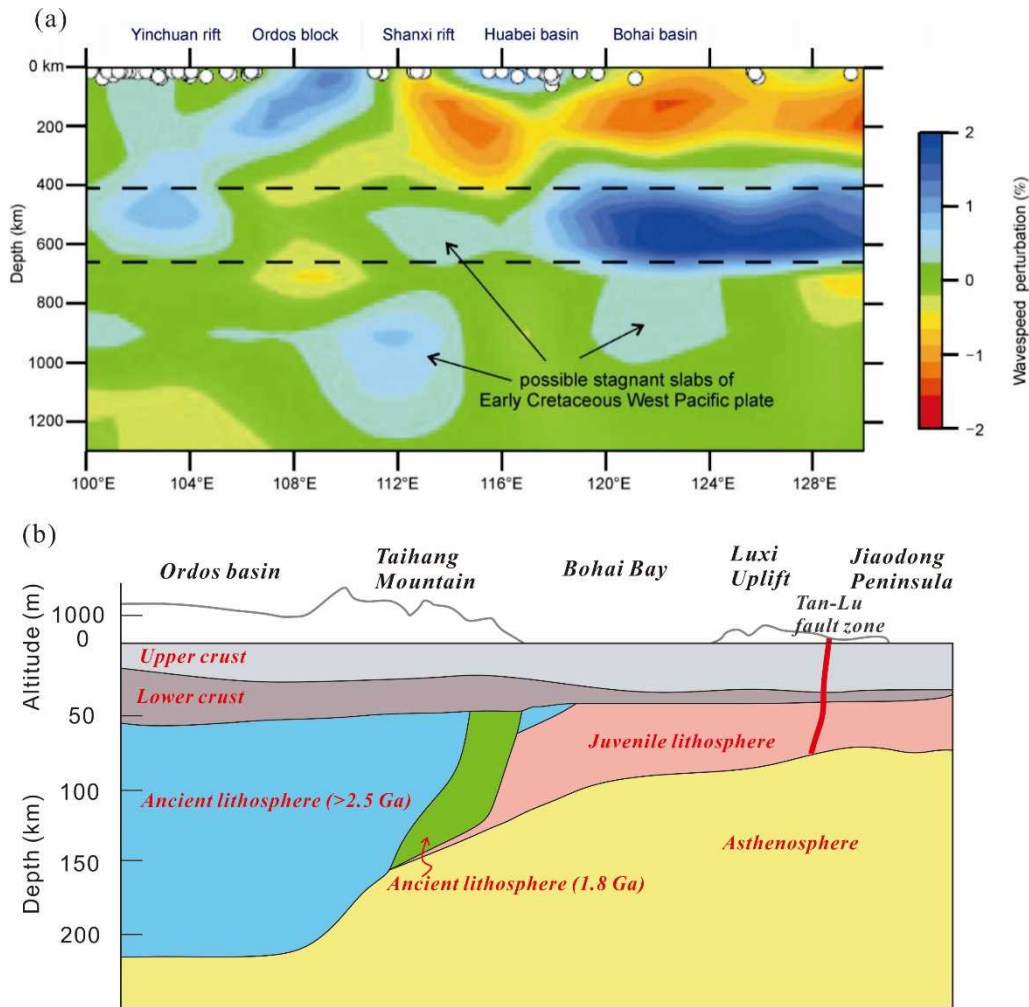 (a)
Yinchuan rift Ordos block Shanxi rift Huabei basin Bohai basin
0 km
200
400
600
800
1000
1200
Depth (km)
possible stagnant slabs of
Early Cretaceous West Pacific plate
100°E 104°E 108°E 112°E 116°E 120°E 124°E 128°E
2
1
0
−1
−2
Wavespeed perturbation (%)
(b)
Ordos basin
Taihang
Mountain
Bohai Bay
Luxi
Uplift
Jiaodong
Peninsula
Tan-Lu
fault zone
Altitude (m)
1000
0
Upper crust
Lower crust
50
Juvenile lithosphere
Depth (km)
100
Ancient lithosphere (>2.5 Ga)
Asthenosphere
150
Ancient lithosphere (1.8 Ga)
200